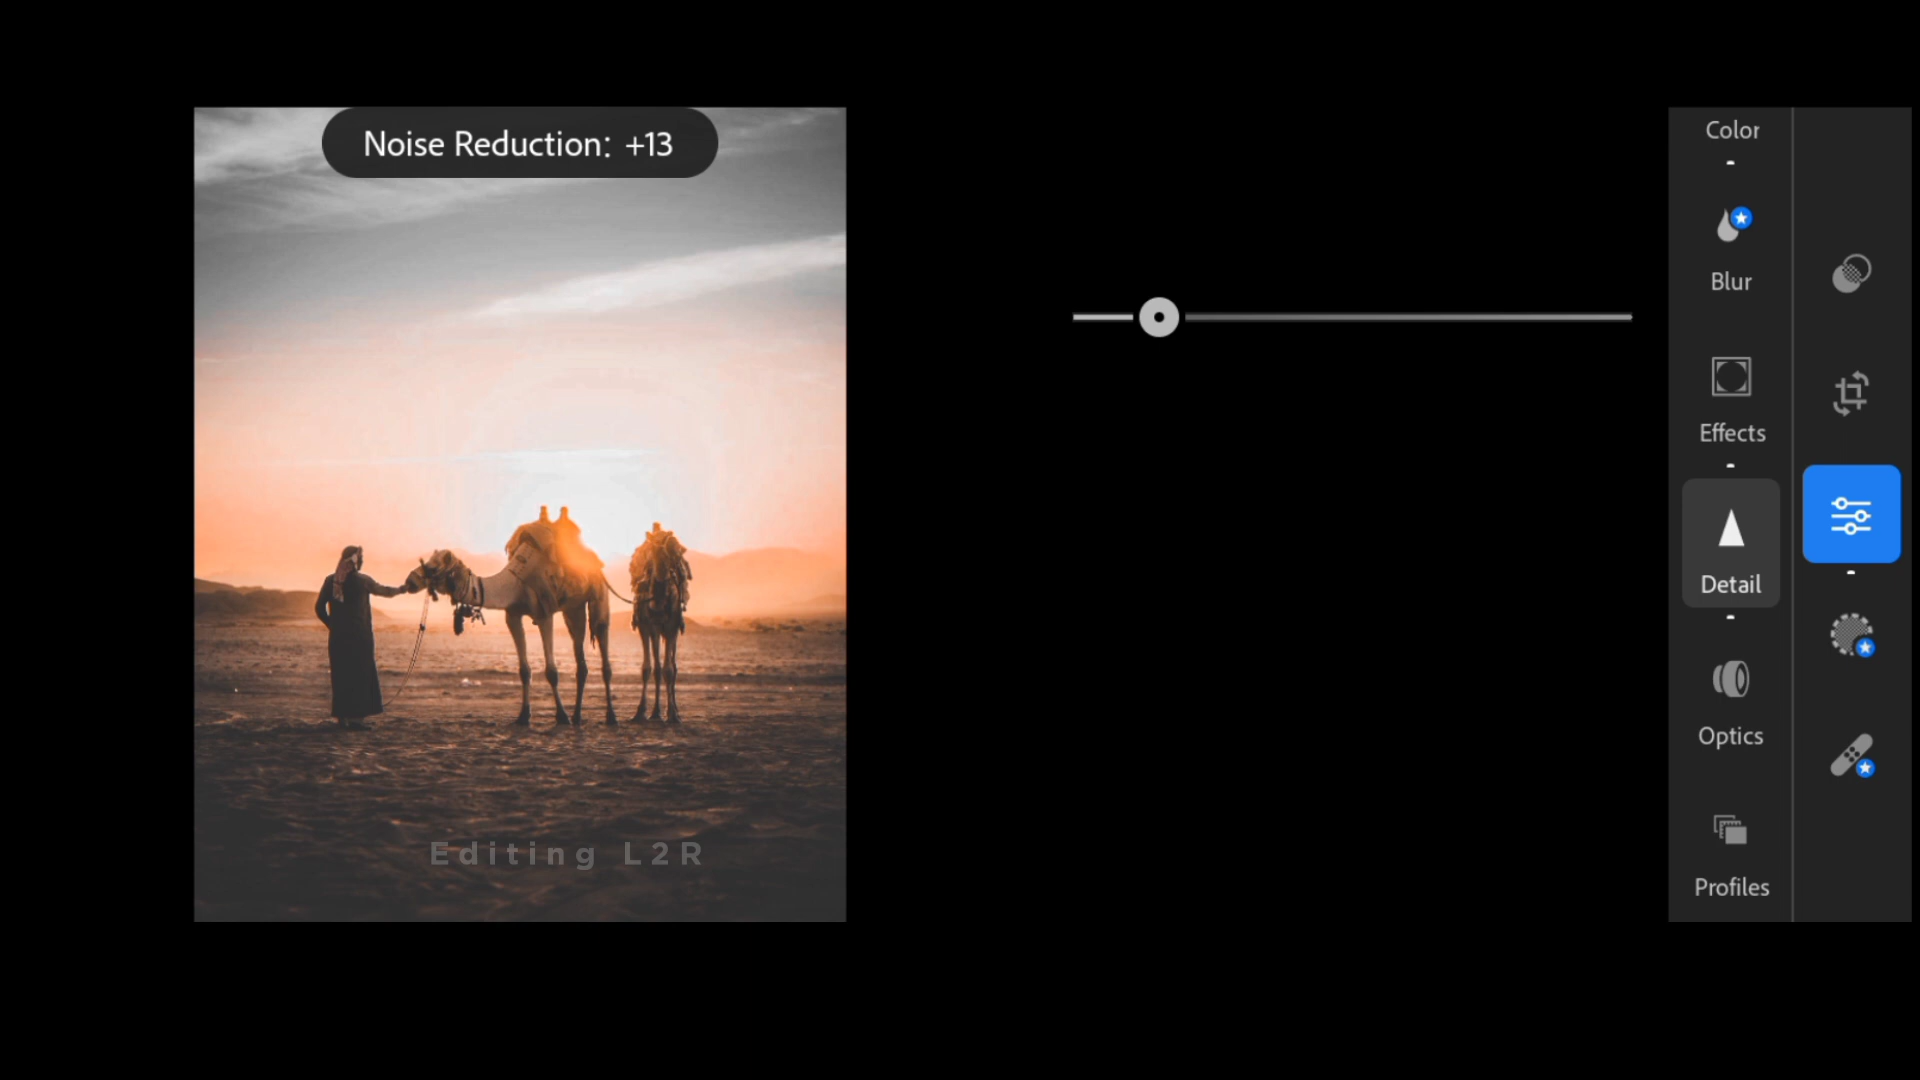 Noise Reduction: +13
Color
Blur
Effects
Detail
Optics
Profiles
Editing L2R